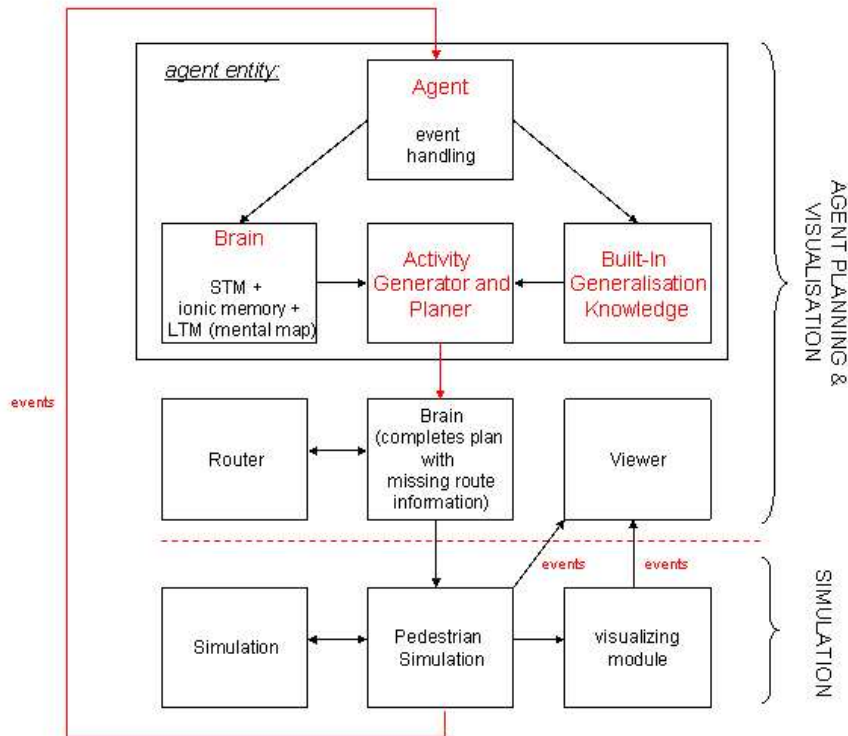 agent entity:
Agent
event
handling
Brain
STM +
ionic memory +
LTM (mental map)
Activity
Generator and
Planer
Built-In
Generalisation
Knowledge
AGENT PLANNING &
VISUALISATION
events
Router
Brain
(completes plan
with
missing route
information)
Viewer
events
events
Simulation
Pedestrian
Simulation
visualizing
module
SIMULATION